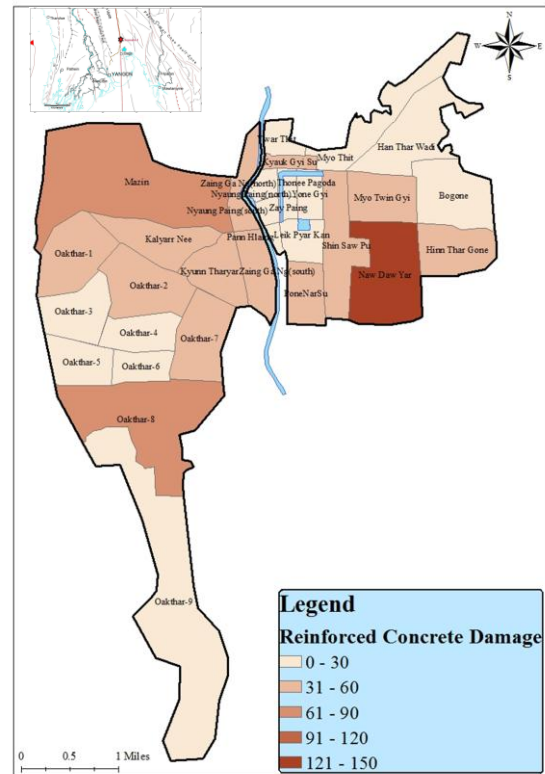 YANGON
N
W
E
S
Twar Thit
Han Thar Wadi
Kyauk Gyi Su
Myo Thit
Mazin
Zaing Ga Ng(north)
Thonee Pagoda
Nyaung Paing(north)
Yone Gyi
Myo Twin Gyi
Bogone
Nyaung Paing(south)
Zay Paing
Kalyarr Nee
Pann Hlaing
Leik Pyar Kan
Shin Saw Pu
Hinn Thar Gone
Oakthar-1
Kyunn Tharyar
Zaing Ga Ng(south)
Naw Daw Yar
Oakthar-2
PoneNarSu
Oakthar-3
Oakthar-4
Oakthar-7
Oakthar-5
Oakthar-6
Oakthar-8
Oakthar-9
Legend
Reinforced Concrete Damage
0 - 30
31 - 60
61 - 90
91 - 120
121 - 150
0 0.5 1 Miles